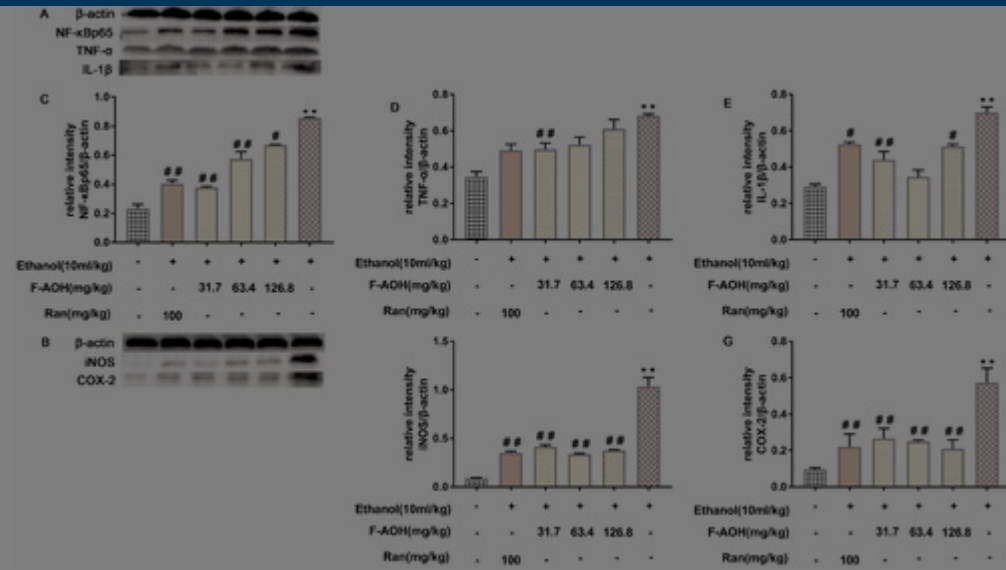 A β-actin
NF-κBp65
TNF-α
IL-1β
C
relative intensity
NF-κBp65/β-actin
1.0
0.8
0.6
0.4
0.2
0.0
## ## ## # **
Ethanol(10ml/kg) - + + + + +
F-AOH(mg/kg) - - 31.7 63.4 126.8 -
Ran(mg/kg) - 100 - - - -
D
relative intensity
TNF-α/β-actin
0.8
0.6
0.4
0.2
0.0
## **
Ethanol(10ml/kg) - + + + + +
F-AOH(mg/kg) - - 31.7 63.4 126.8 -
Ran(mg/kg) - 100 - - - -
E
relative intensity
IL-1β/β-actin
0.8
0.6
0.4
0.2
0.0
# ## # **
Ethanol(10ml/kg) - + + + + +
F-AOH(mg/kg) - - 31.7 63.4 126.8 -
Ran(mg/kg) - 100 - - - -
B β-actin
iNOS
COX-2
relative intensity
iNOS/β-actin
1.5
1.0
0.5
0.0
## ## ## ## **
Ethanol(10ml/kg) - + + + + +
F-AOH(mg/kg) - - 31.7 63.4 126.8 -
Ran(mg/kg) - 100 - - - -
G
relative intensity
COX-2/β-actin
0.8
0.6
0.4
0.2
0.0
## ## ## ## **
Ethanol(10ml/kg) - + + + + +
F-AOH(mg/kg) - - 31.7 63.4 126.8 -
Ran(mg/kg) - 100 - - - -